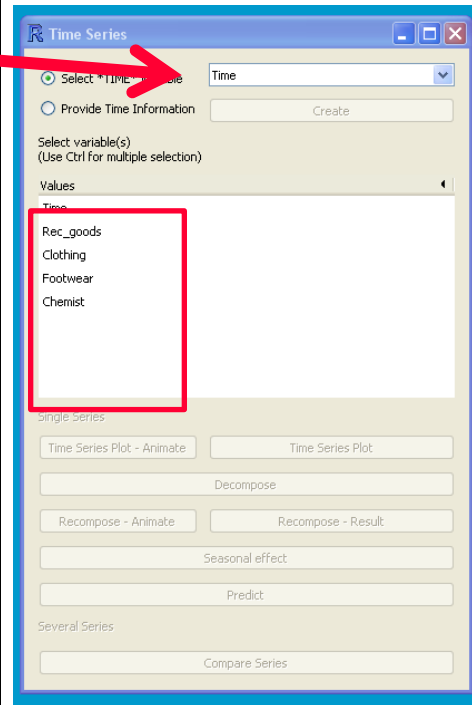 Time Series
Select *TIME* Variable Time
Provide Time Information Create
Select variable(s)
(Use Ctrl for multiple selection)
Values
Time
Rec_goods
Clothing
Footwear
Chemist
Single Series
Time Series Plot - Animate Time Series Plot
Decompose
Recompose - Animate Recompose - Result
Seasonal effect
Predict
Several Series
Compare Series